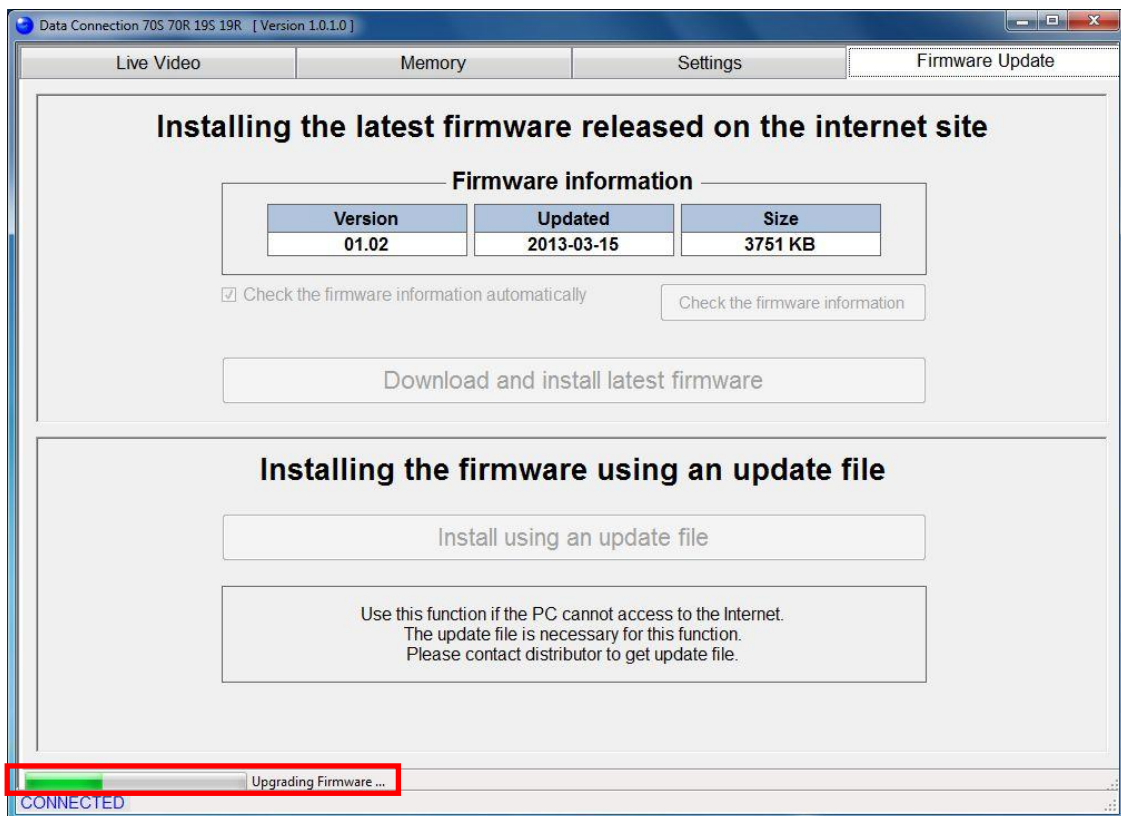 Data Connection 70S 70R 19S 19R [ Version 1.0.1.0 ]
Live Video Memory Settings Firmware Update
Installing the latest firmware released on the internet site
Firmware information
Version Updated Size
01.02 2013-03-15 3751 KB
Check the firmware information automatically Check the firmware information
Download and install latest firmware
Installing the firmware using an update file
Install using an update file
Use this function if the PC cannot access to the Internet.
The update file is necessary for this function.
Please contact distributor to get update file.
Upgrading Firmware ...
CONNECTED